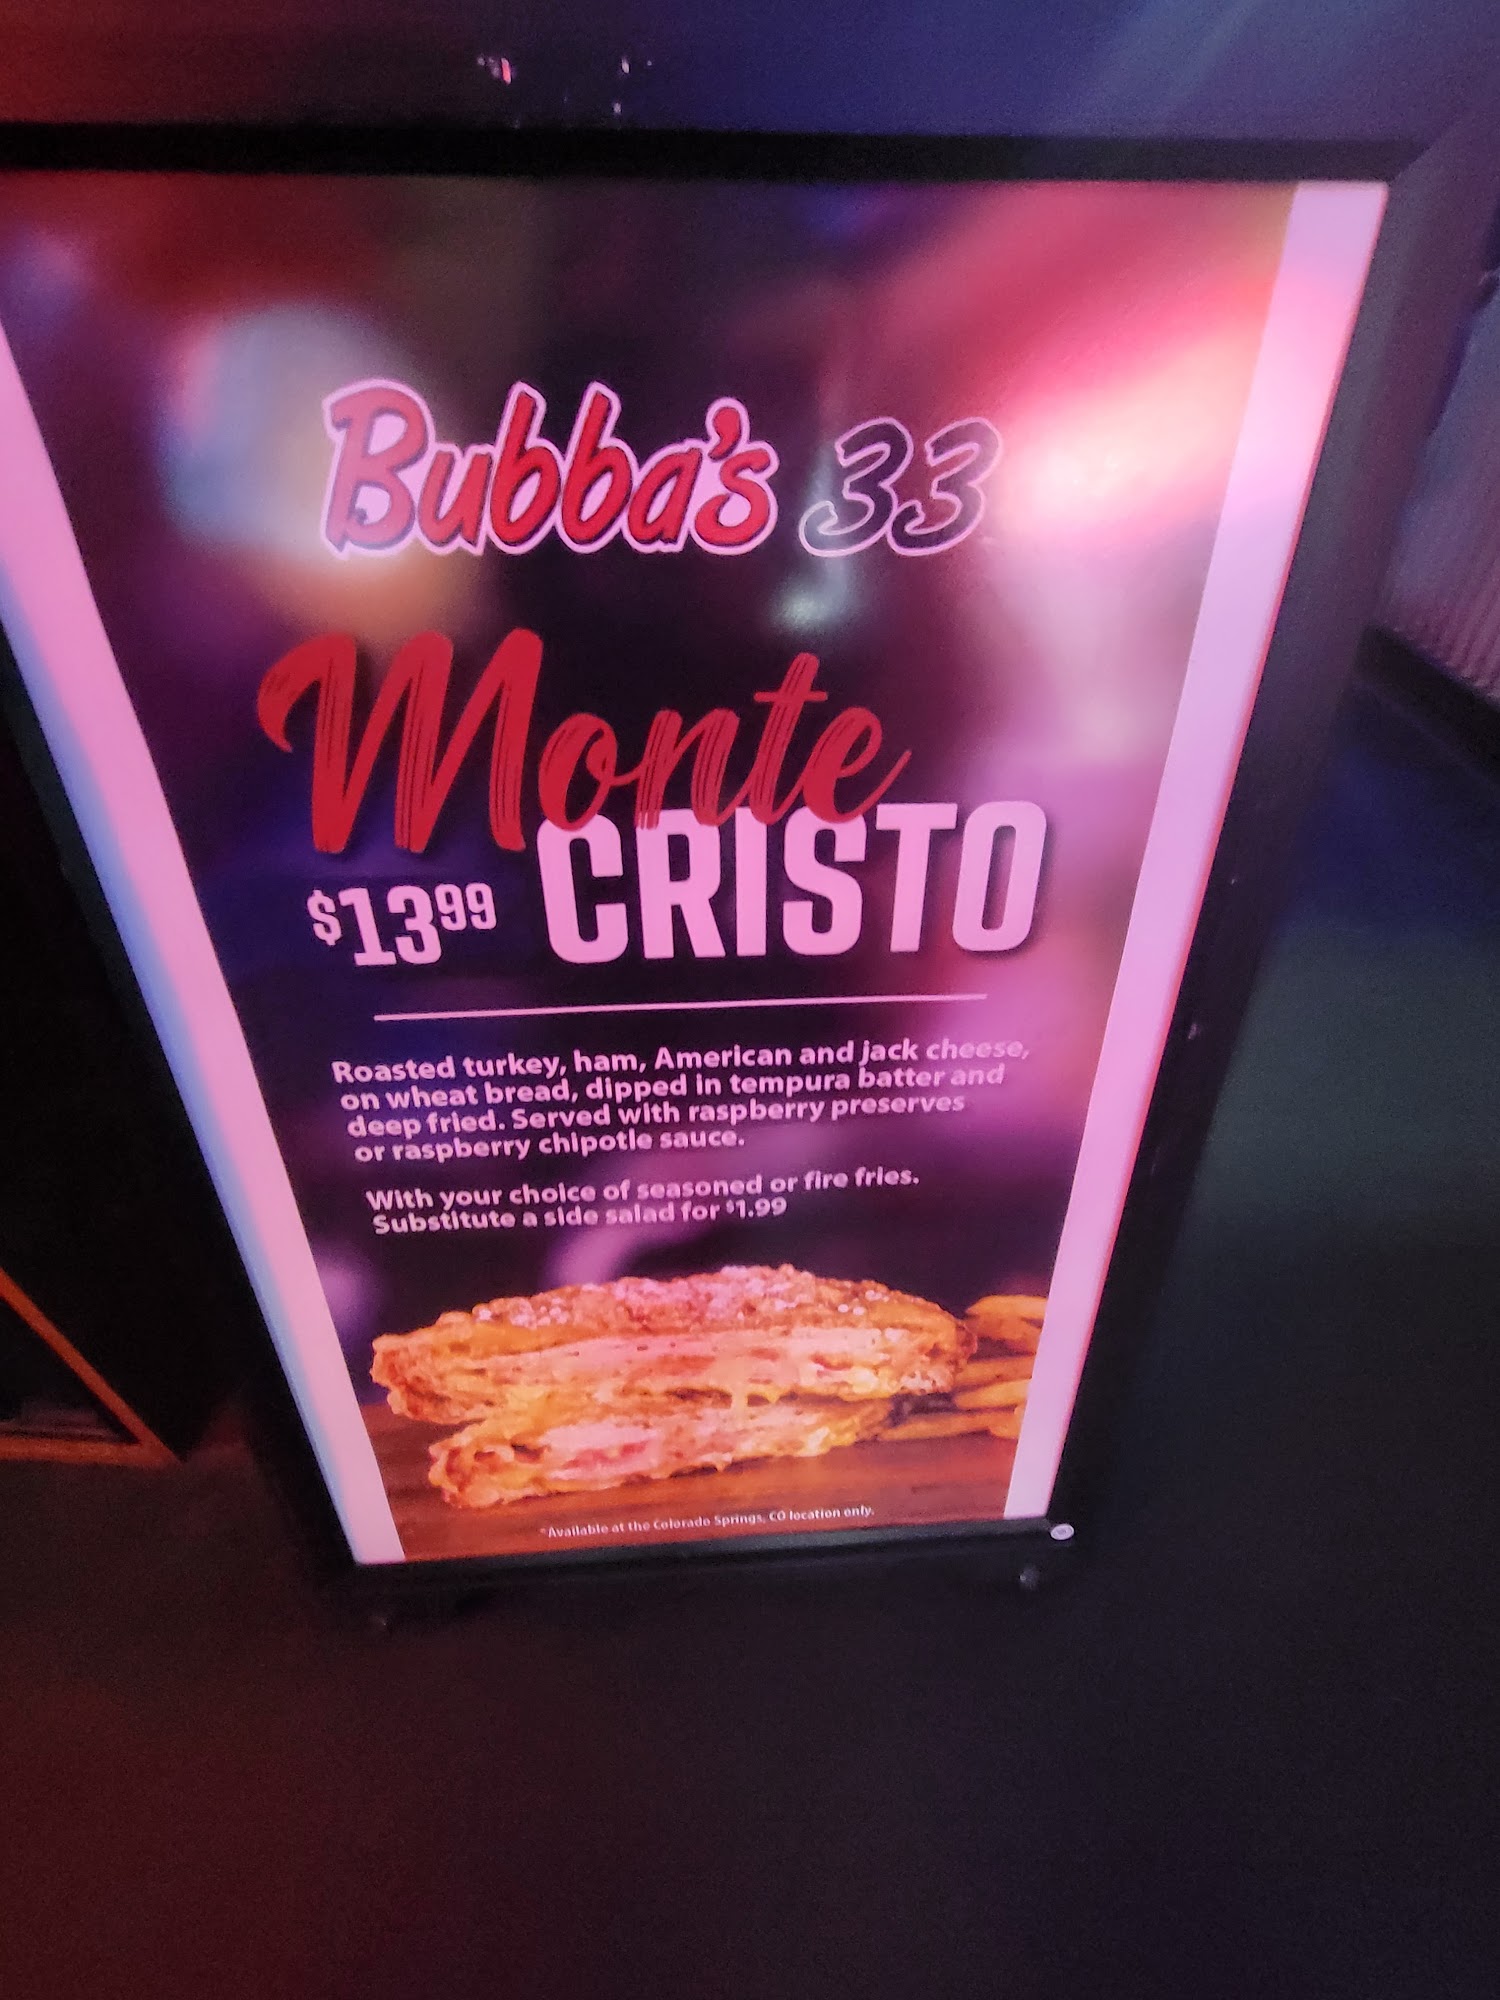 Bubba's 33
Monte
CRISTO
$13.99
Roasted turkey, ham, American and jack cheese,
on wheat bread, dipped in tempura batter and
deep fried. Served with raspberry preserves
or raspberry chipotle sauce.
With your choice of seasoned or fire fries.
Substitute a side salad for $1.99
*Available at the Colorado Springs, CO location only.